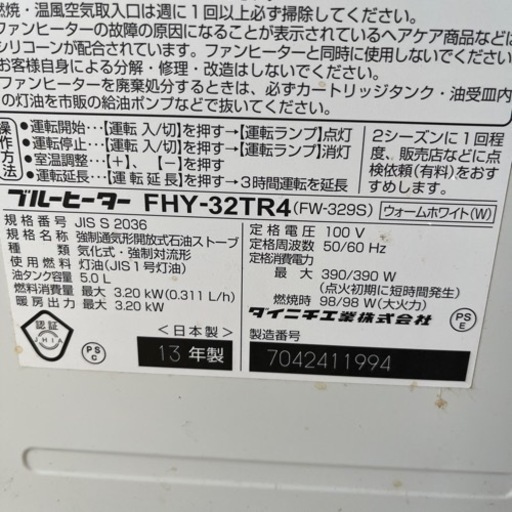 燃焼・温風空気取入口は週に1回以上必ず掃除してください。
ファンヒーターの故障の原因になることが表示されているヘアケア商品などは
シリコーンが配合されています。ファンヒーターと同時に使用しないでください。
お客様自身による分解・修理・改造はしないでください。
ファンヒーターを廃棄処分するときは、必ずカートリッジタンク・油受皿内
の灯油を市販の給油ポンプなどで抜いてください。
操作方法
●運転開始…【運転 入/切】を押す→【運転ランプ】点灯
●運転停止…【運転 入/切】を押す→【運転ランプ】消灯
●室温調整…【+】、【-】を押す
●運転延長…【運転延長】を押す→3時間運転を延長
2シーズンに1回程
度、販売店などに点
検依頼(有料)をおす
すめします。
ブルーヒーター FHY-32TR4(FW-329S) ウォームホワイト(W)
規格番号 JIS S 2036
規格名称 強制通気形開放式石油ストーブ
種類 気化式・強制対流形
使用燃料 灯油(JIS1号灯油)
油タンク容量 5.0 L
燃料消費量 最大 3.20 kW(0.311 L/h)
暖房出力 最大 3.20 kW
定格電圧 100 V
定格周波数 50/60 Hz
定格消費電力
最大 390/390 W
(点火初期に短時間発生)
燃焼時 98/98 W(大火力)
認証
JHIA
PS
C
<日本製>
13 年製
ダイニチ工業株式会社
PS
E
製造番号
7042411994